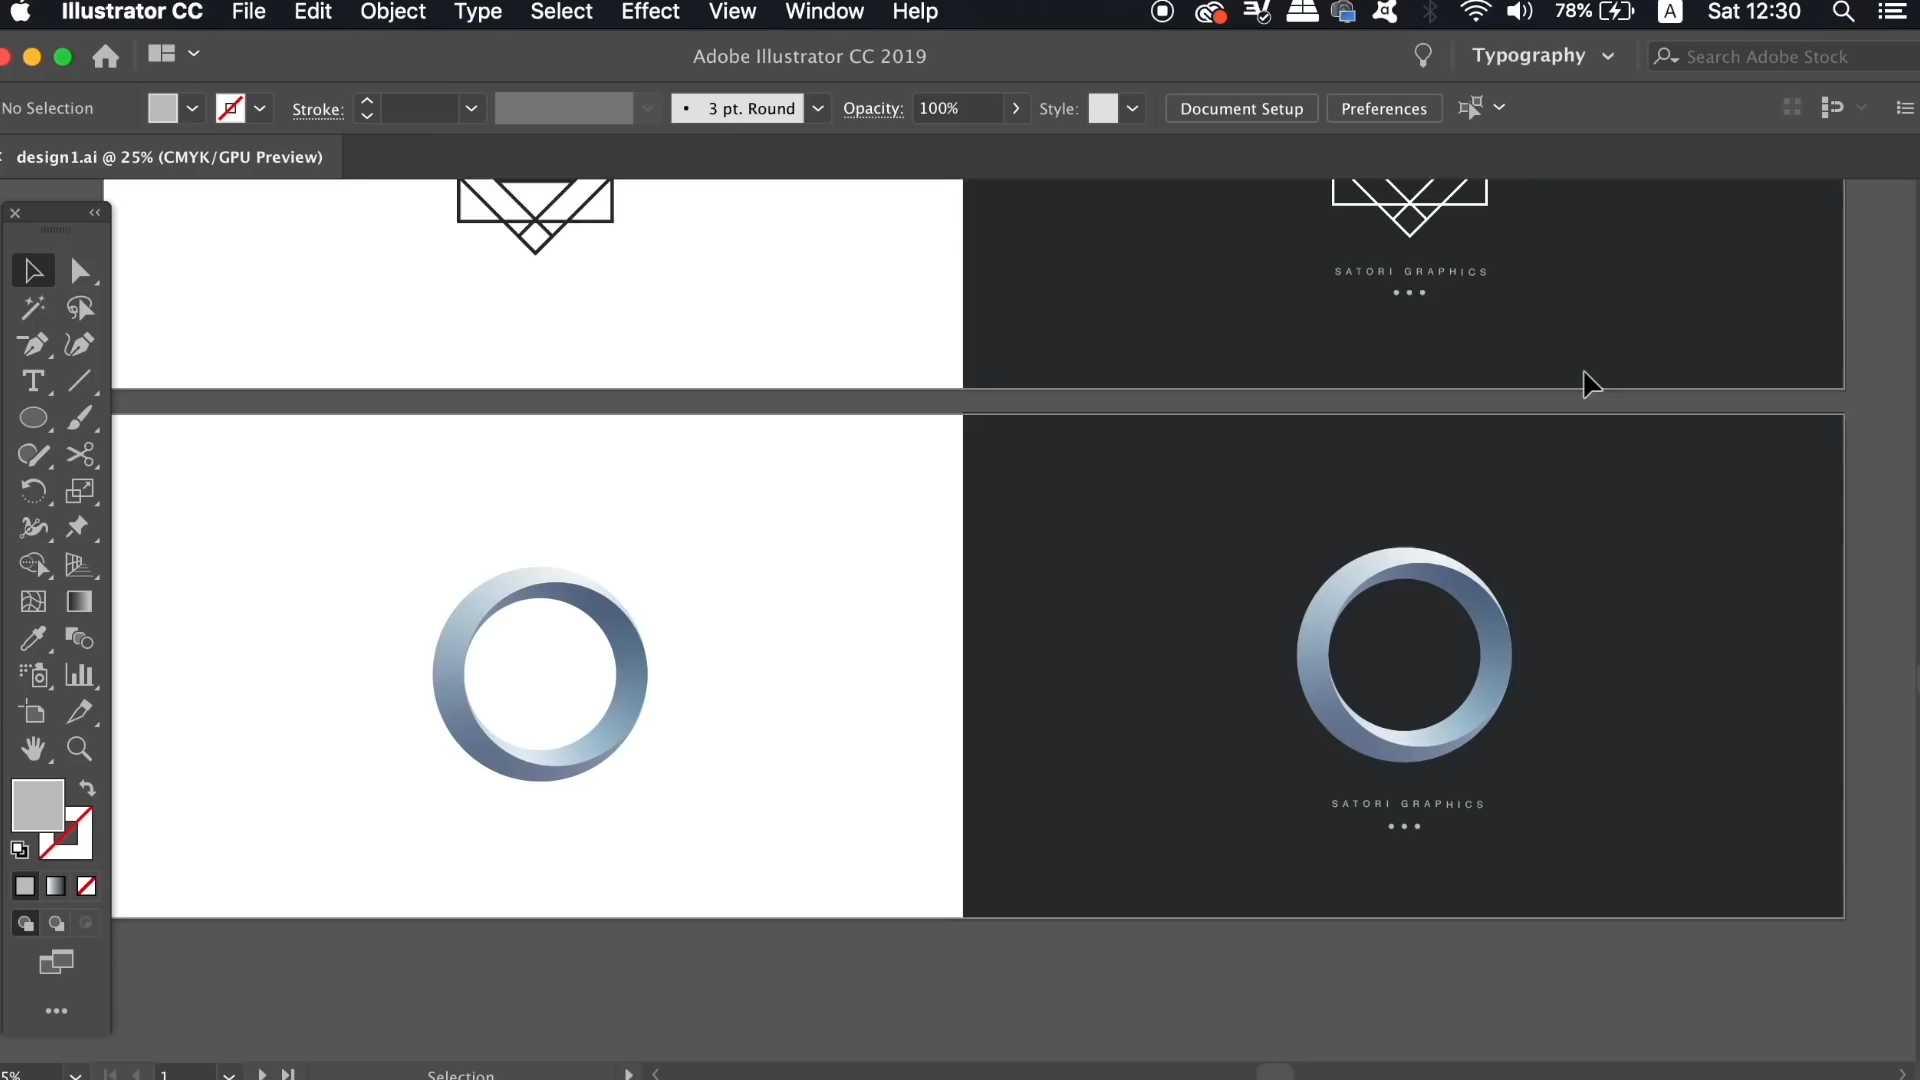 Illustrator CC File Edit Object Type Select Effect View Window Help 78% A Sat 12:30
Adobe Illustrator CC 2019 Typography Search Adobe Stock
No Selection Stroke: 3 pt. Round Opacity: 100% Style: Document Setup Preferences
design1.ai @ 25% (CMYK/GPU Preview)
SATORI GRAPHICS
SATORI GRAPHICS
5% 1 Selection